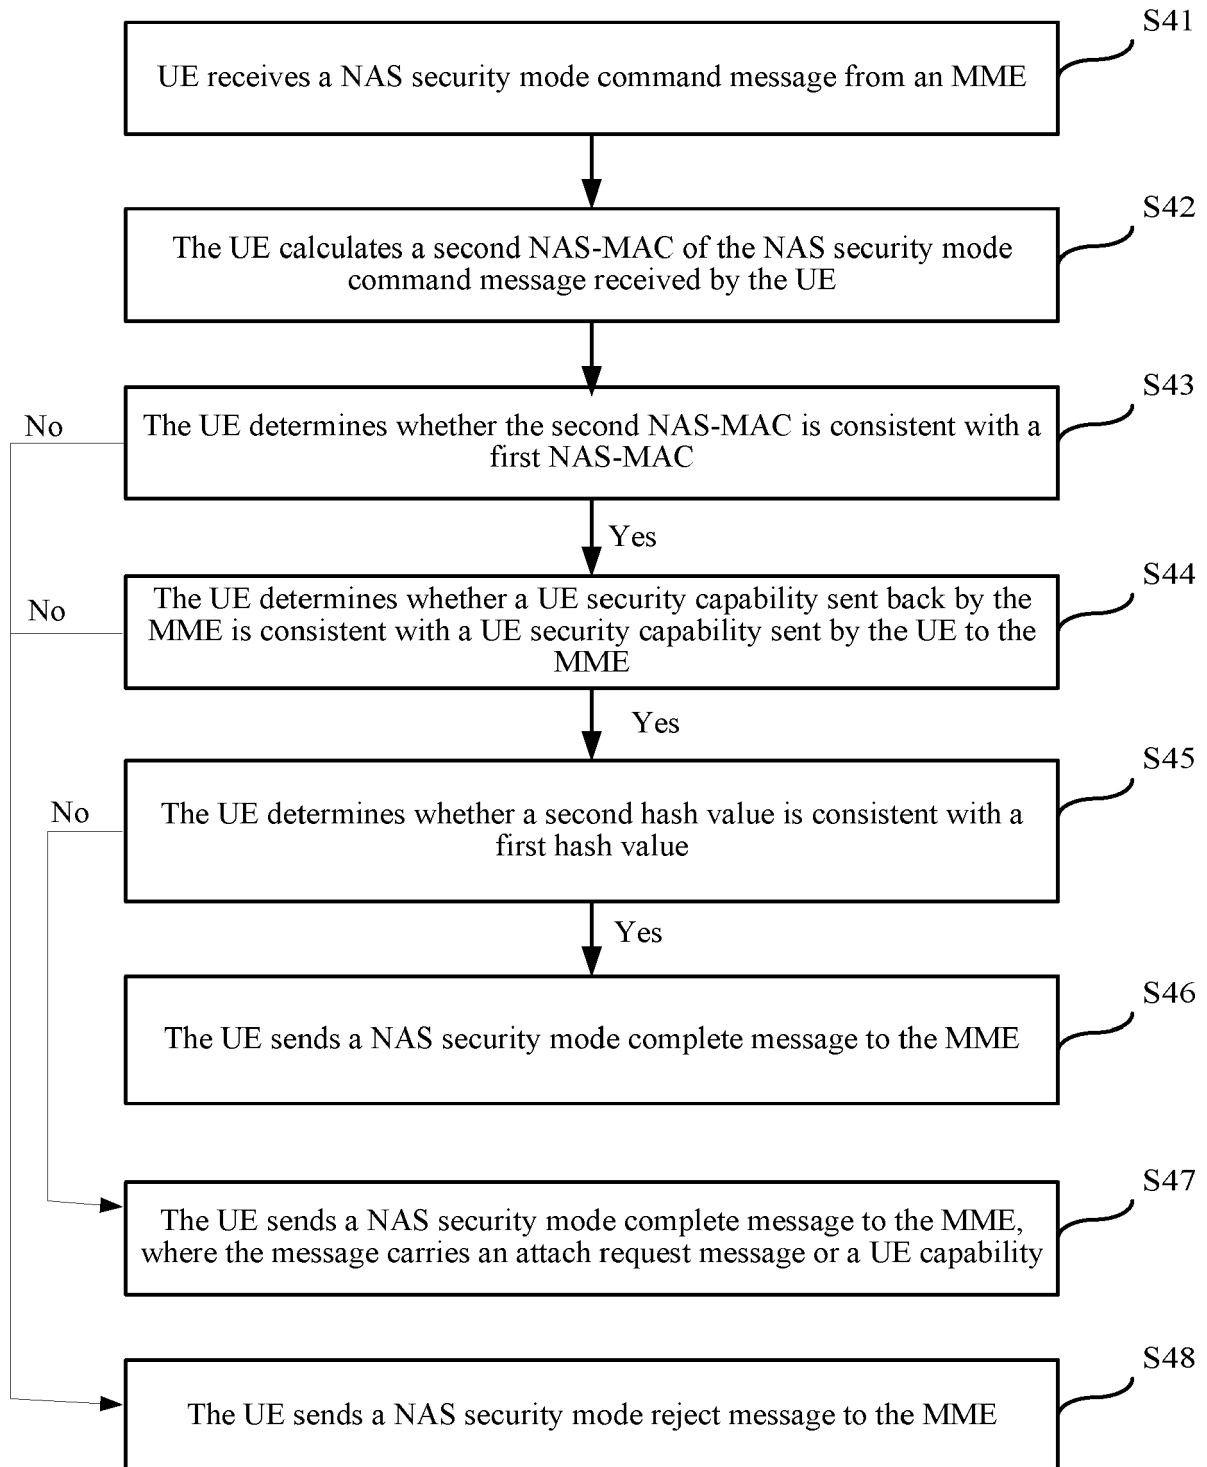 S41
UE receives a NAS security mode command message from an MME
S42
The UE calculates a second NAS-MAC of the NAS security mode
command message received by the UE
S43
No
The UE determines whether the second NAS-MAC is consistent with a
first NAS-MAC
Yes
S44
No
The UE determines whether a UE security capability sent back by the
MME is consistent with a UE security capability sent by the UE to the
MME
Yes
S45
No
The UE determines whether a second hash value is consistent with a
first hash value
Yes
S46
The UE sends a NAS security mode complete message to the MME
S47
The UE sends a NAS security mode complete message to the MME,
where the message carries an attach request message or a UE capability
S48
The UE sends a NAS security mode reject message to the MME